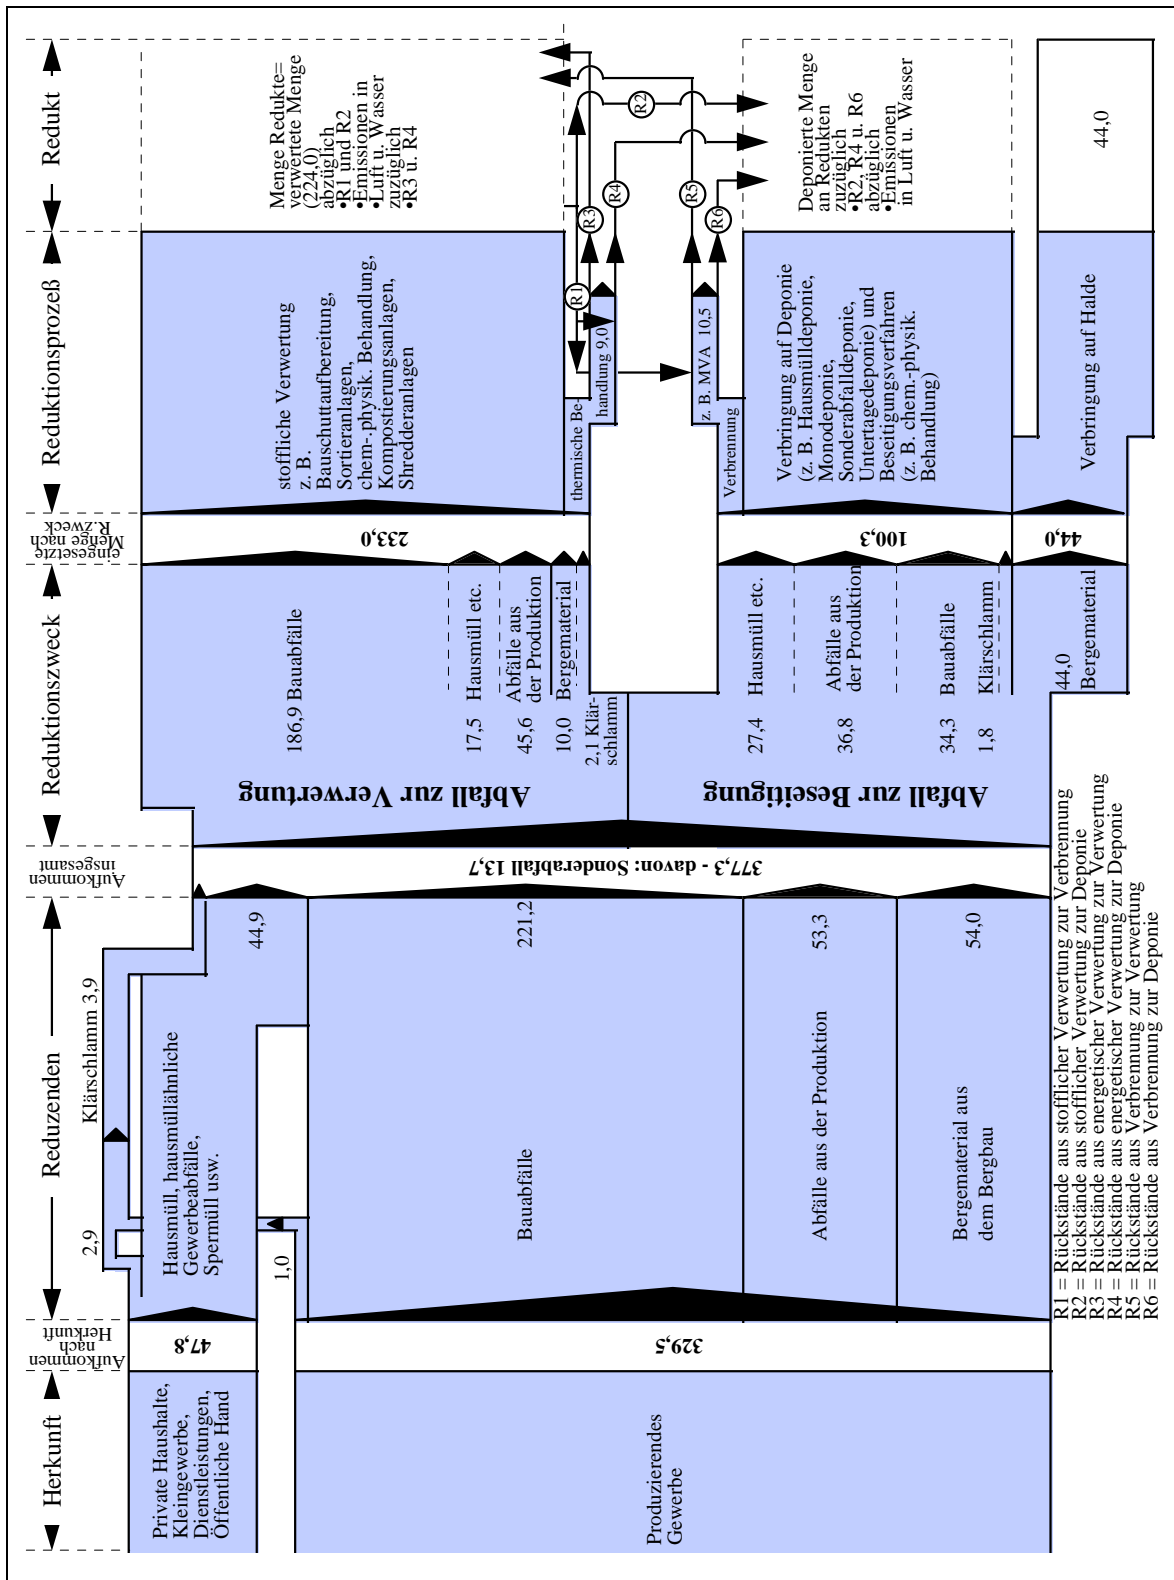 Herkunft
Aufkommen
nach
Herkunft
Reduzenden
Aufkommen
insgesamt
Reduktionszweck
eingesetzte
Menge nach
R.zweck
Reduktionsprozeß
Redukt
Private Haushalte,
Kleingewerbe,
Dienstleistungen,
Öffentliche Hand
Produzierendes
Gewerbe
47,8
329,5
2,9
Klärschlamm 3,9
Hausmüll, hausmüllähnliche
Gewerbeabfälle,
Spermüll usw.
1,0
44,9
Bauabfälle
221,2
Abfälle aus der Produktion
53,3
Bergematerial aus
dem Bergbau
54,0
377,3 - davon: Sonderabfall 13,7
Abfall zur Verwertung
186,9 Bauabfälle
17,5 Hausmüll etc.
45,6 Abfälle aus
der Produktion
10,0 Bergematerial
2,1 Klär-
schlamm
Abfall zur Beseitigung
27,4 Hausmüll etc.
36,8 Abfälle aus
der Produktion
34,3 Bauabfälle
1,8 Klärschlamm
44,0
Bergematerial
233,0
100,3
44,0
stoffliche Verwertung
z. B.
Bauschuttaufbereitung,
Sortieranlagen,
chem-.physik. Behandlung,
Kompostierungsanlagen,
Shredderanlagen
thermische Be-
handlung 9,0
z. B. MVA 10,5
Verbrennung
Verbringung auf Deponie
(z. B. Hausmülldeponie,
Monodeponie,
Sonderabfalldeponie,
Untertagedeponie) und
Beseitigungsverfahren
(z. B. chem.-physik.
Behandlung)
Verbringung auf Halde
Menge Redukte=
verwertete Menge
(224,0)
abzüglich
•R1 und R2
•Emissionen in
•Luft u. Wasser
zuzüglich
•R3 u. R4
R1
R2
R3
R4
R5
R6
Deponierte Menge
an Redukten
zuzüglich
•R2, R4 u. R6
abzüglich
•Emissionen
in Luft u. Wasser
44,0
R1 = Rückstände aus stofflicher Verwertung zur Verbrennung
R2 = Rückstände aus stofflicher Verwertung zur Deponie
R3 = Rückstände aus energetischer Verwertung zur Verwertung
R4 = Rückstände aus energetischer Verwertung zur Deponie
R5 = Rückstände aus Verbrennung zur Verwertung
R6 = Rückstände aus Verbrennung zur Deponie